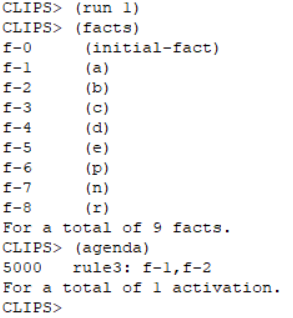 CLIPS> (run 1)
CLIPS> (facts)
f-0 (initial-fact)
f-1 (a)
f-2 (b)
f-3 (c)
f-4 (d)
f-5 (e)
f-6 (p)
f-7 (n)
f-8 (r)
For a total of 9 facts.
CLIPS> (agenda)
5000 rule3: f-1,f-2
For a total of 1 activation.
CLIPS>